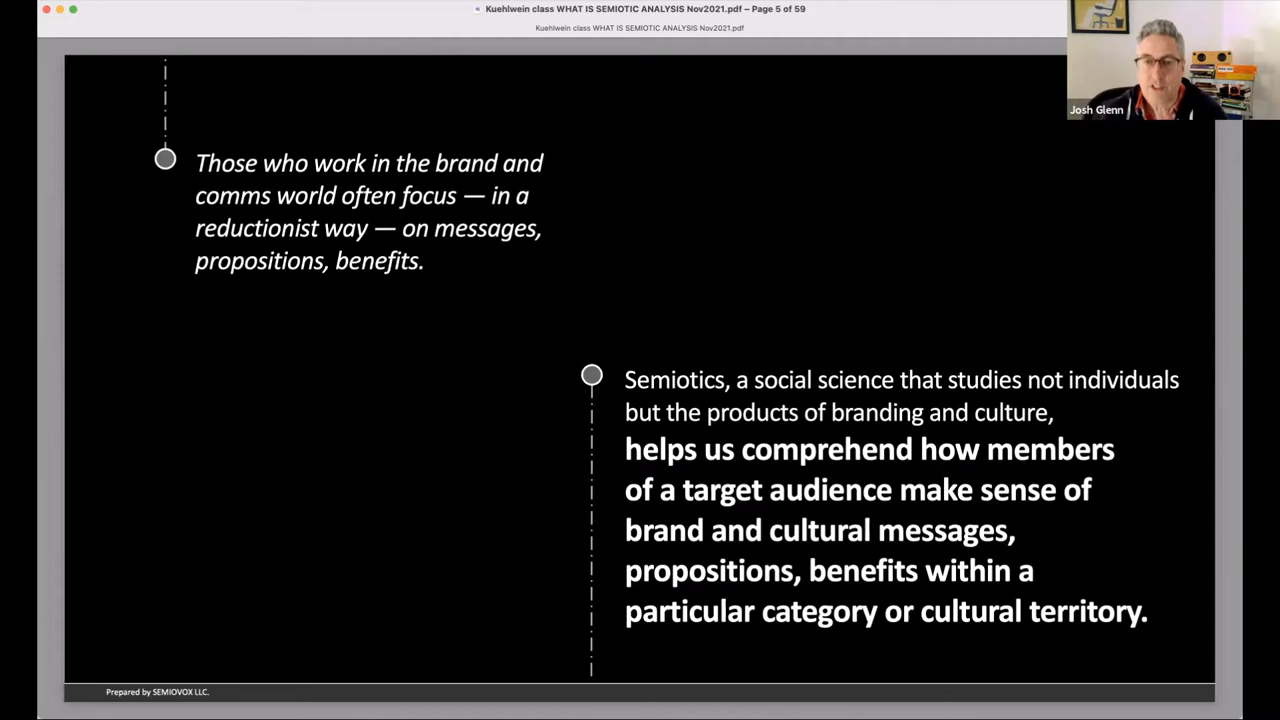 Kuehlwein class WHAT IS SEMIOTIC ANALYSIS Nov2021.pdf – Page 5 of 59
Kuehlwein class WHAT IS SEMIOTIC ANALYSIS Nov2021.pdf
Josh Glenn
Those who work in the brand and
comms world often focus — in a
reductionist way — on messages,
propositions, benefits.
Semiotics, a social science that studies not individuals
but the products of branding and culture,
helps us comprehend how members
of a target audience make sense of
brand and cultural messages,
propositions, benefits within a
particular category or cultural territory.
Prepared by SEMIOVOX LLC.